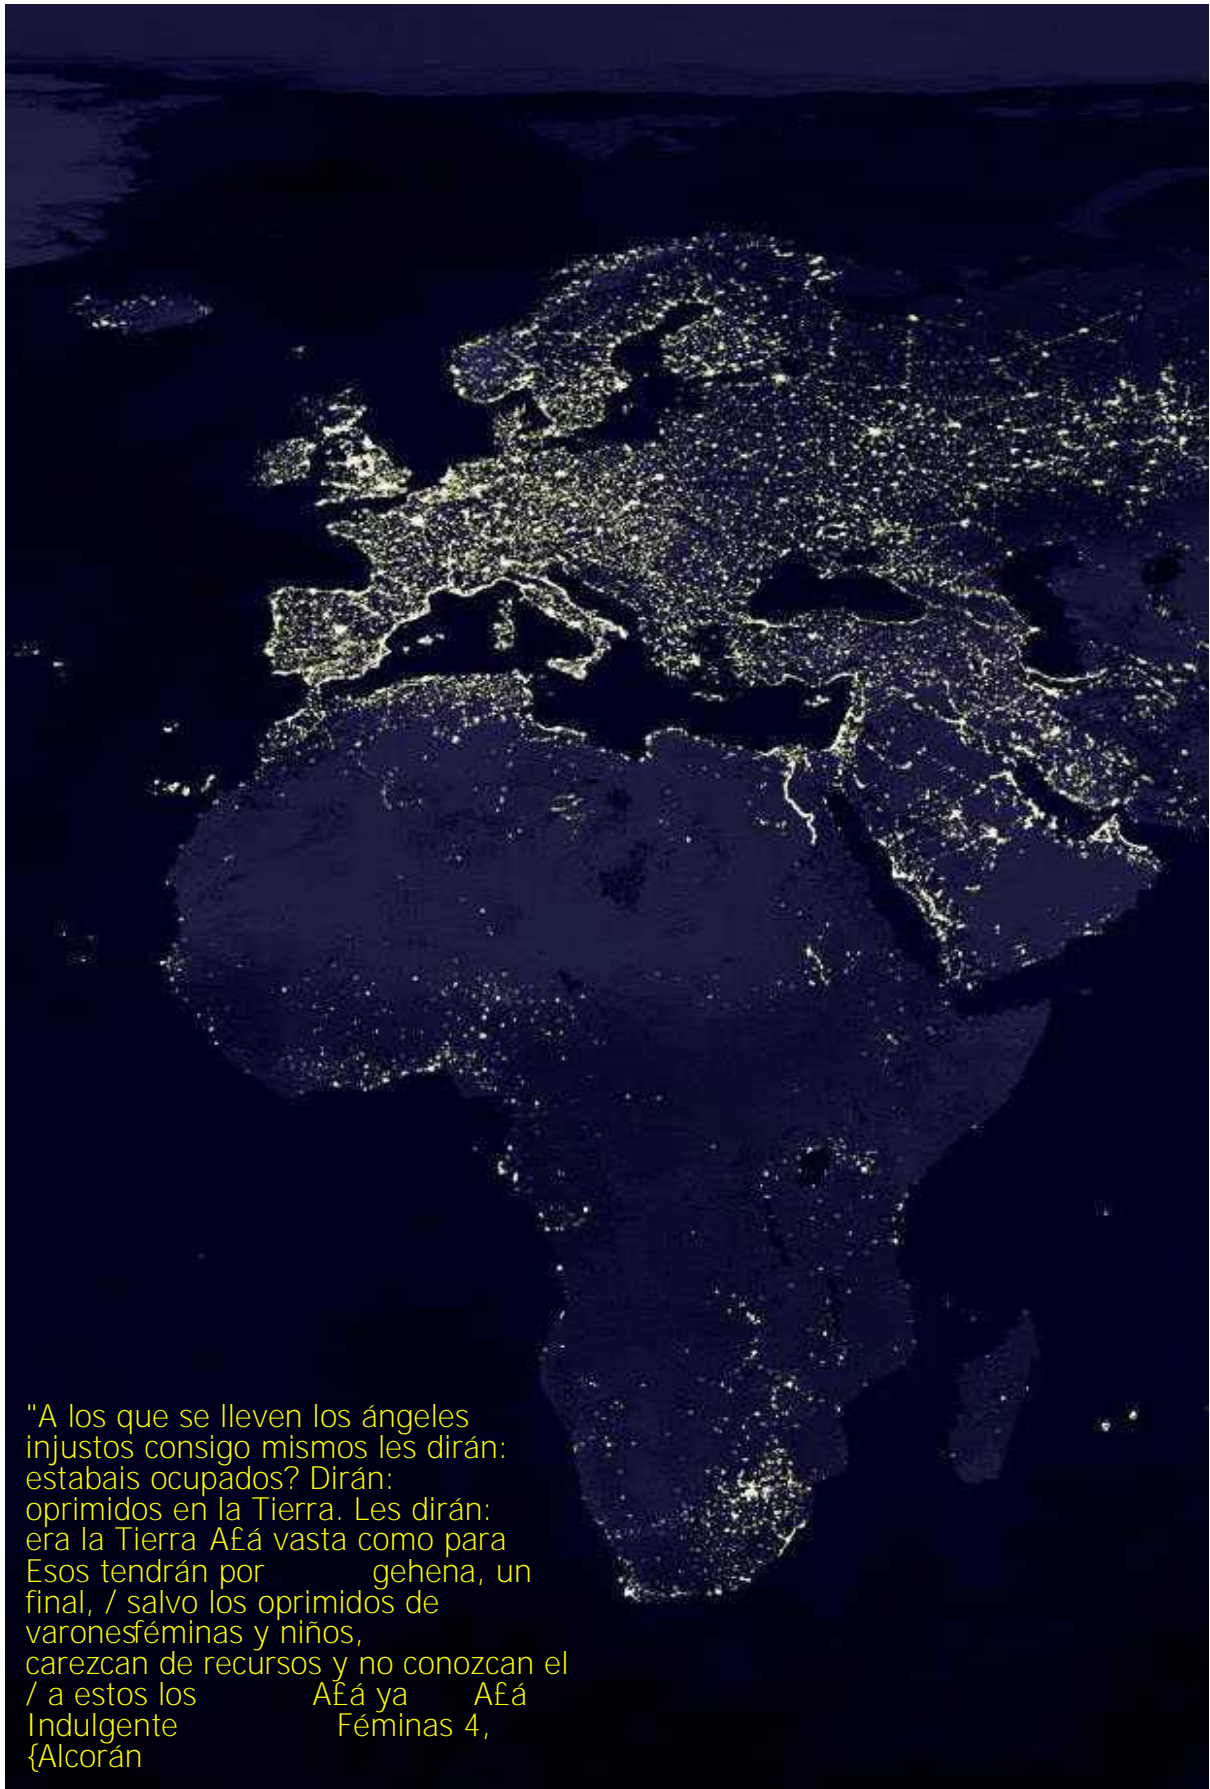 "A los que se lleven los ángeles
injustos consigo mismos les dirán:
estabais ocupados? Dirán:
oprimidos en la Tierra. Les dirán:
era la Tierra A£á vasta como para
Esos tendrán por gehena, un
final, / salvo los oprimidos de
varonesféminas y niños,
carezcan de recursos y no conozcan el
/ a estos los A£á ya A£á
Indulgente Féminas 4,
{Alcorán